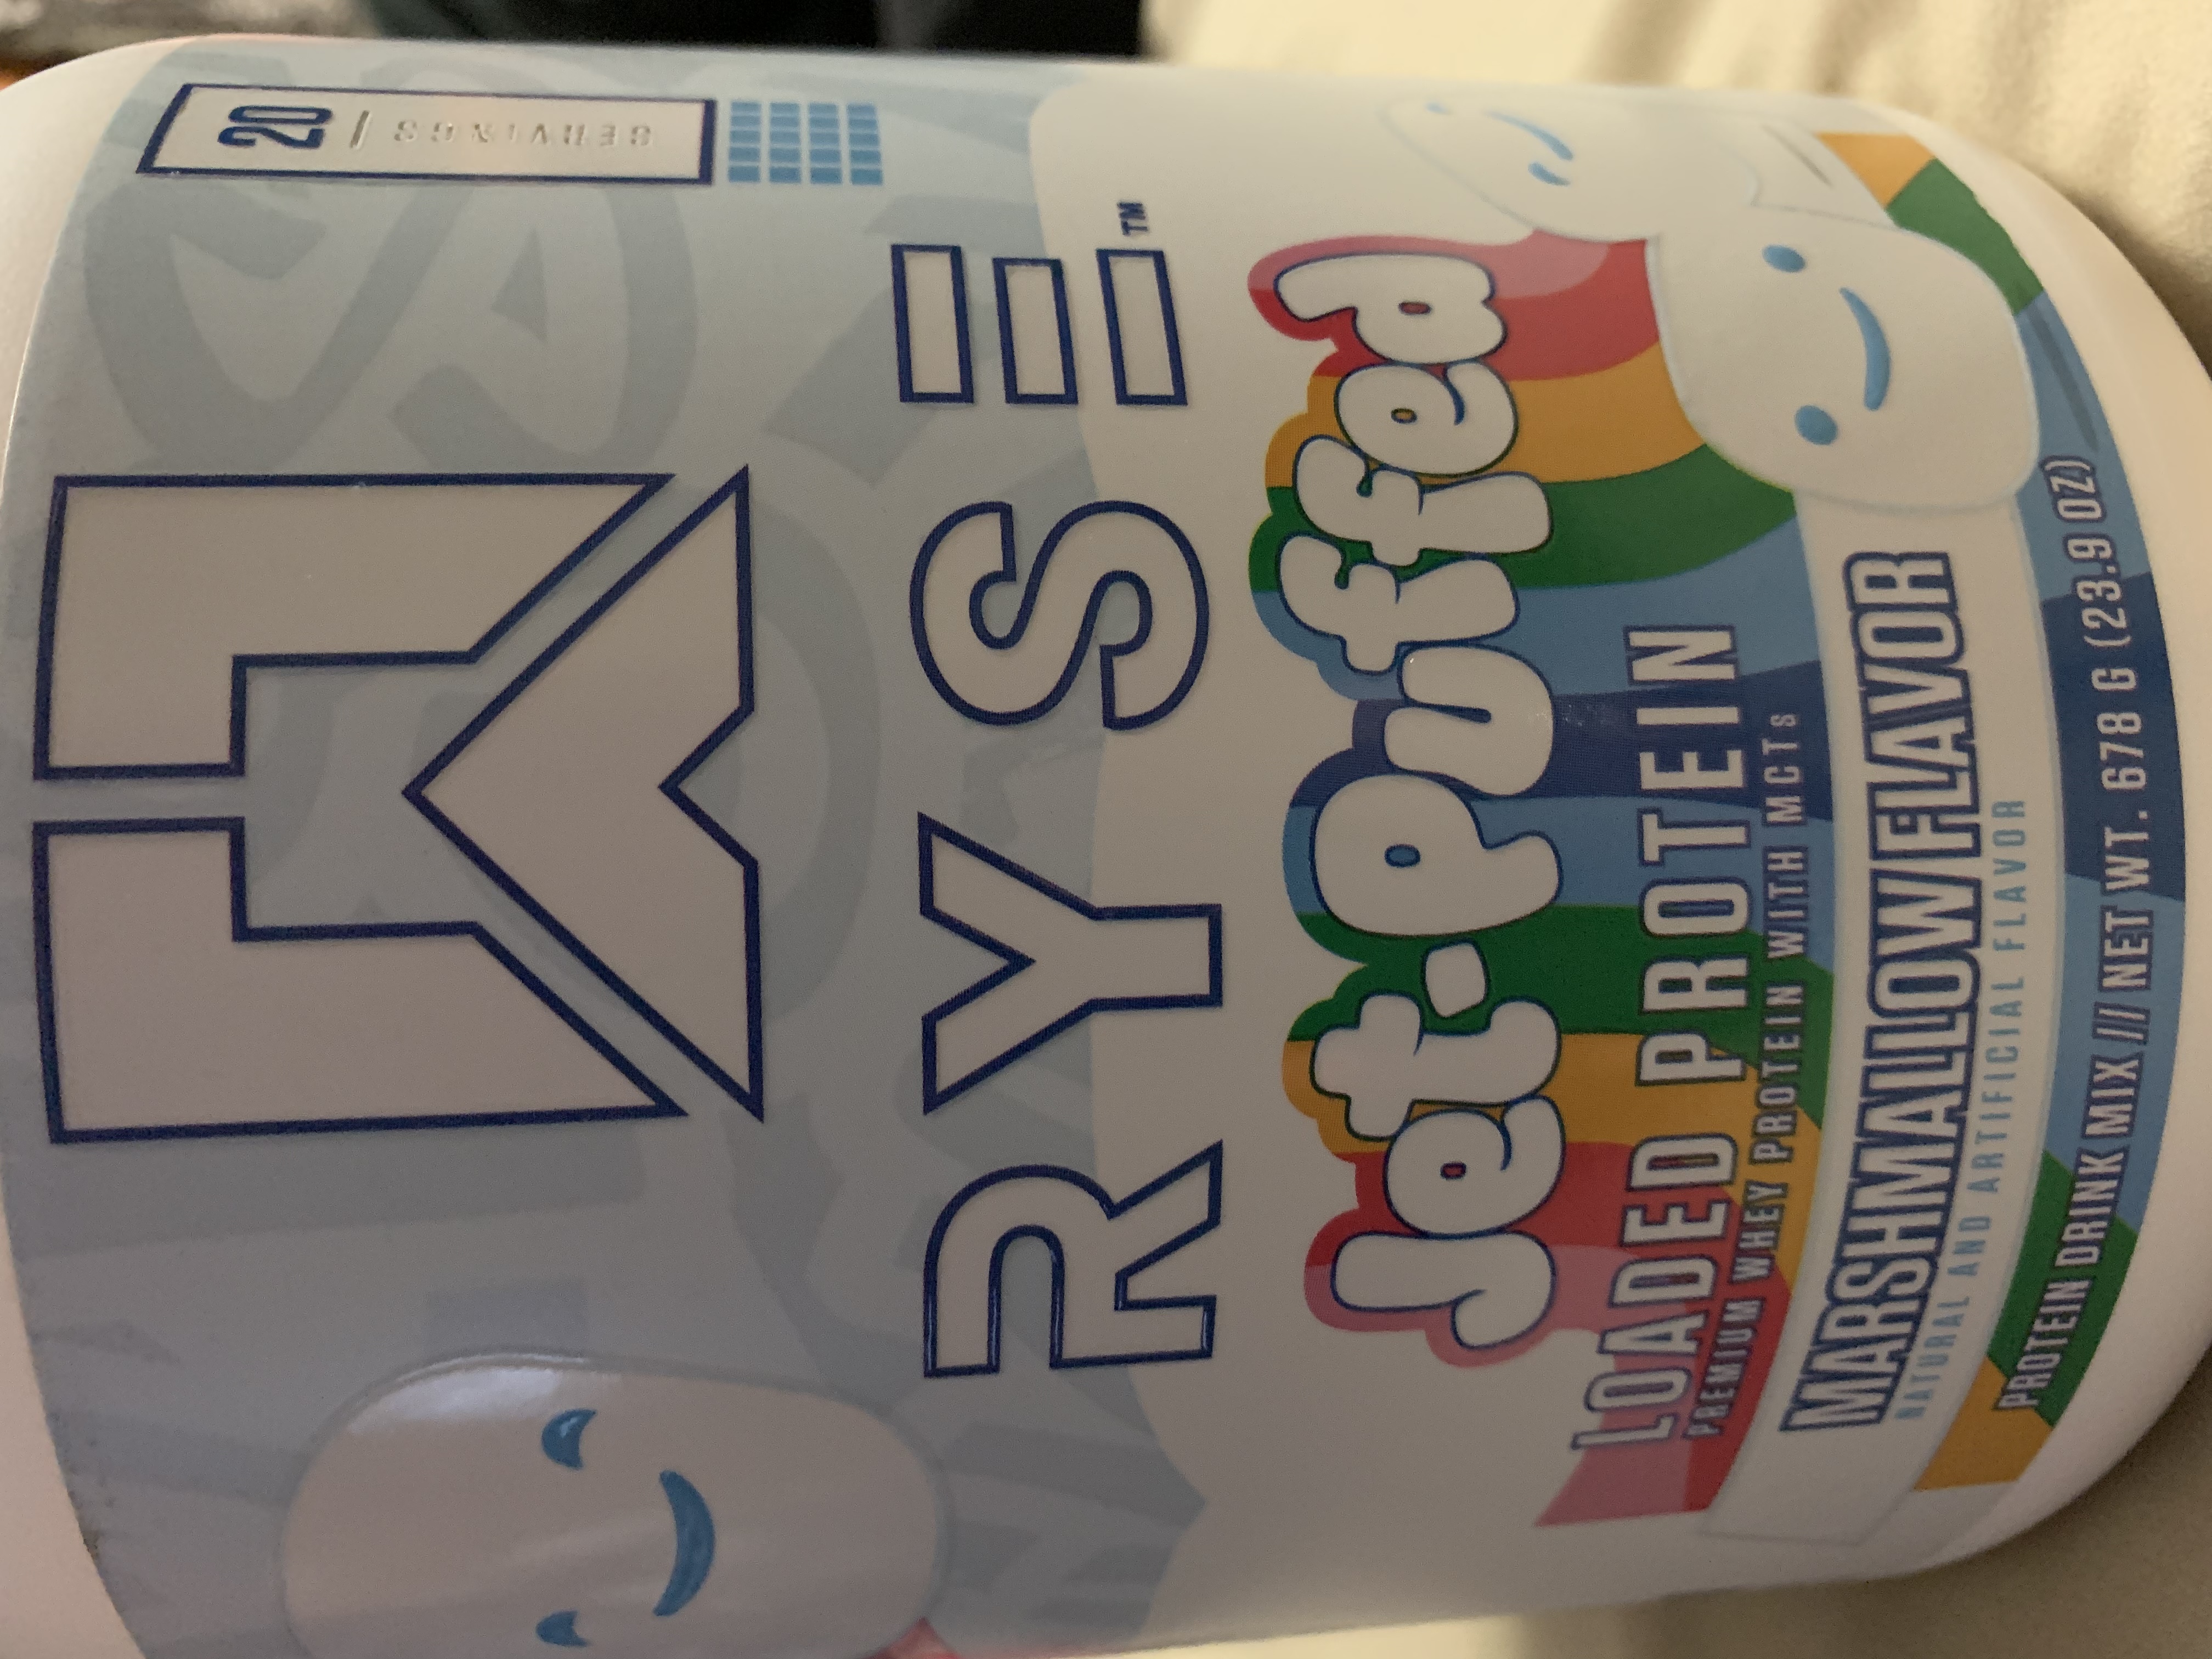 20 / SERVINGS
RYSE™
Jet-Puffed
LOADED PROTEIN
PREMIUM WHEY PROTEIN WITH MCTS
MARSHMALLOW FLAVOR
NATURAL AND ARTIFICIAL FLAVOR
PROTEIN DRINK MIX /// NET WT. 678 G (23.9 OZ)